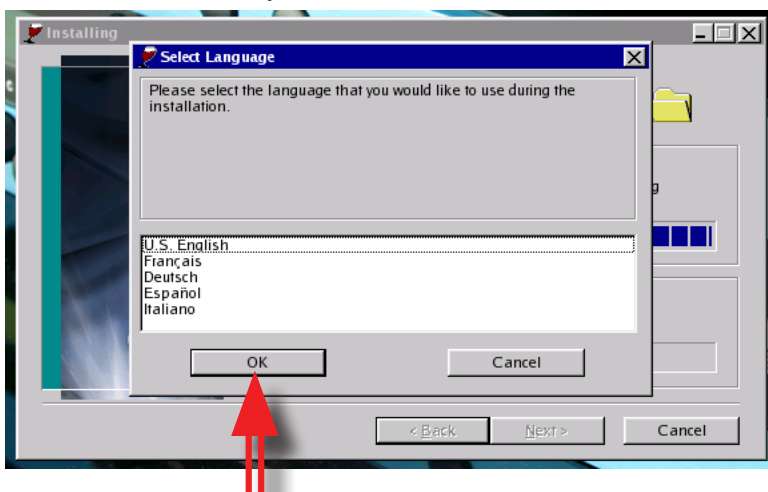 Installing
Select Language
Please select the language that you would like to use during the
installation.
g
U.S. English
Français
Deutsch
Español
Italiano
OK
Cancel
< Back
Next >
Cancel